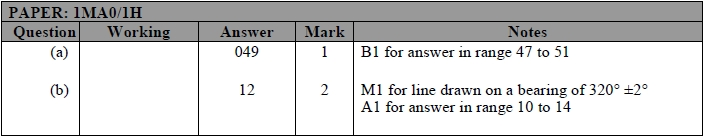 PAPER: 1MA0/1H
Question Working Answer Mark Notes
(a) 049 1 B1 for answer in range 47 to 51
(b) 12 2 M1 for line drawn on a bearing of 320° ±2°
A1 for answer in range 10 to 14